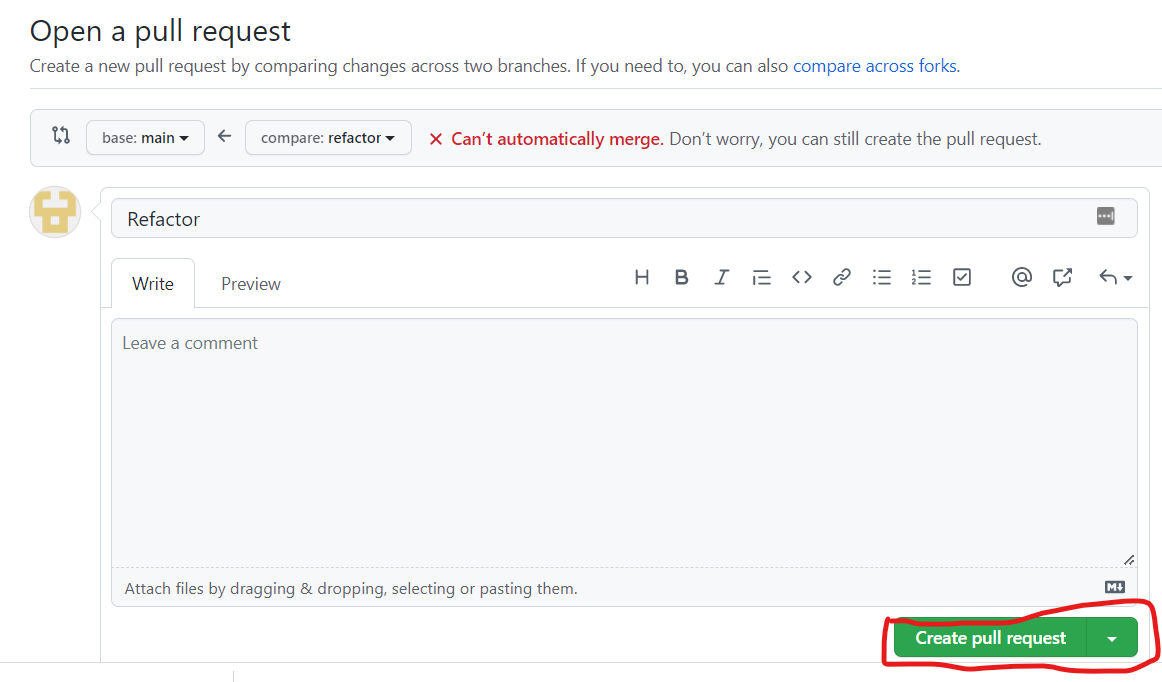 Open a pull request
Create a new pull request by comparing changes across two branches. If you need to, you can also compare across forks.
base: main compare: refactor Can’t automatically merge. Don’t worry, you can still create the pull request.
Refactor
Write Preview H B I
Leave a comment
Attach files by dragging & dropping, selecting or pasting them.
Create pull request